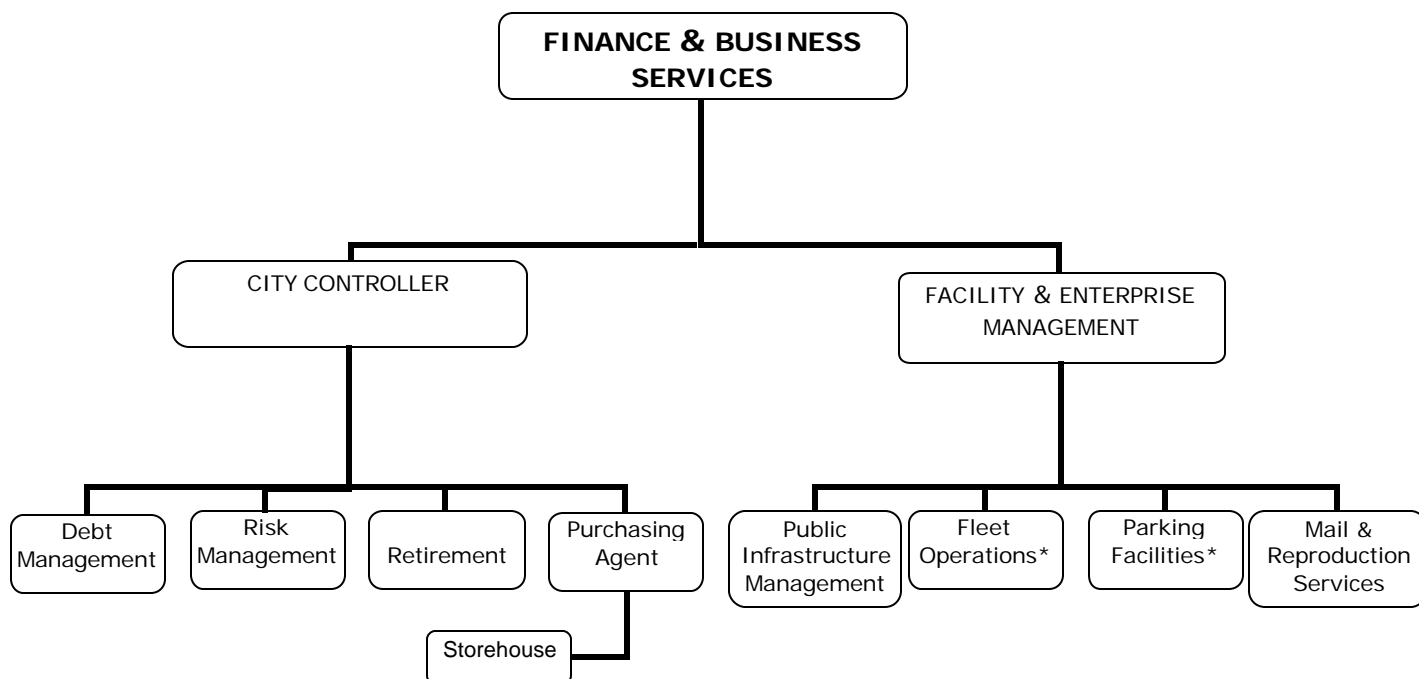 FINANCE & BUSINESS
SERVICES
CITY CONTROLLER
FACILITY & ENTERPRISE
MANAGEMENT
Debt
Management
Risk
Management
Retirement
Purchasing
Agent
Public
Infrastructure
Management
Fleet
Operations*
Parking
Facilities*
Mail &
Reproduction
Services
Storehouse